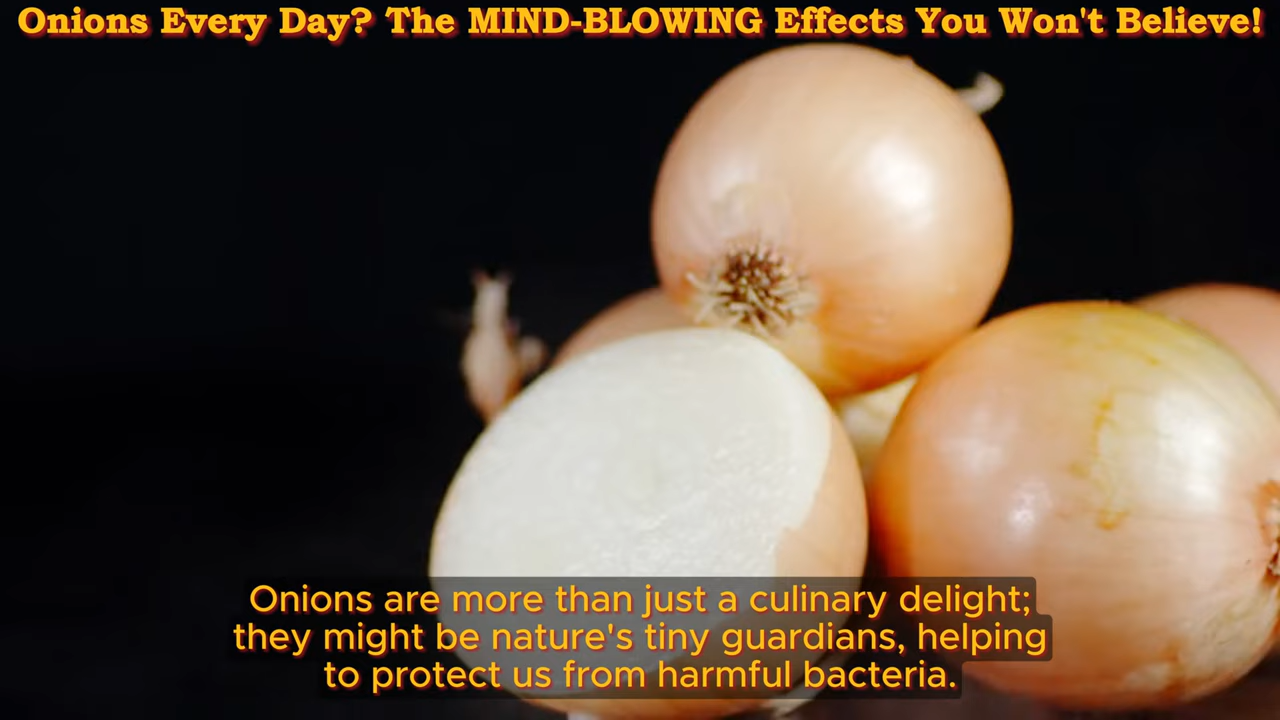 Onions Every Day? The MIND-BLOWING Effects You Won't Believe!
Onions are more than just a culinary delight;
they might be nature's tiny guardians, helping
to protect us from harmful bacteria.